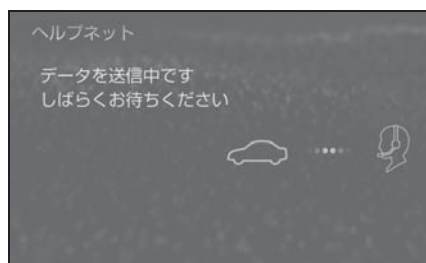 ヘルプネット
データを送信中です
しばらくお待ちください